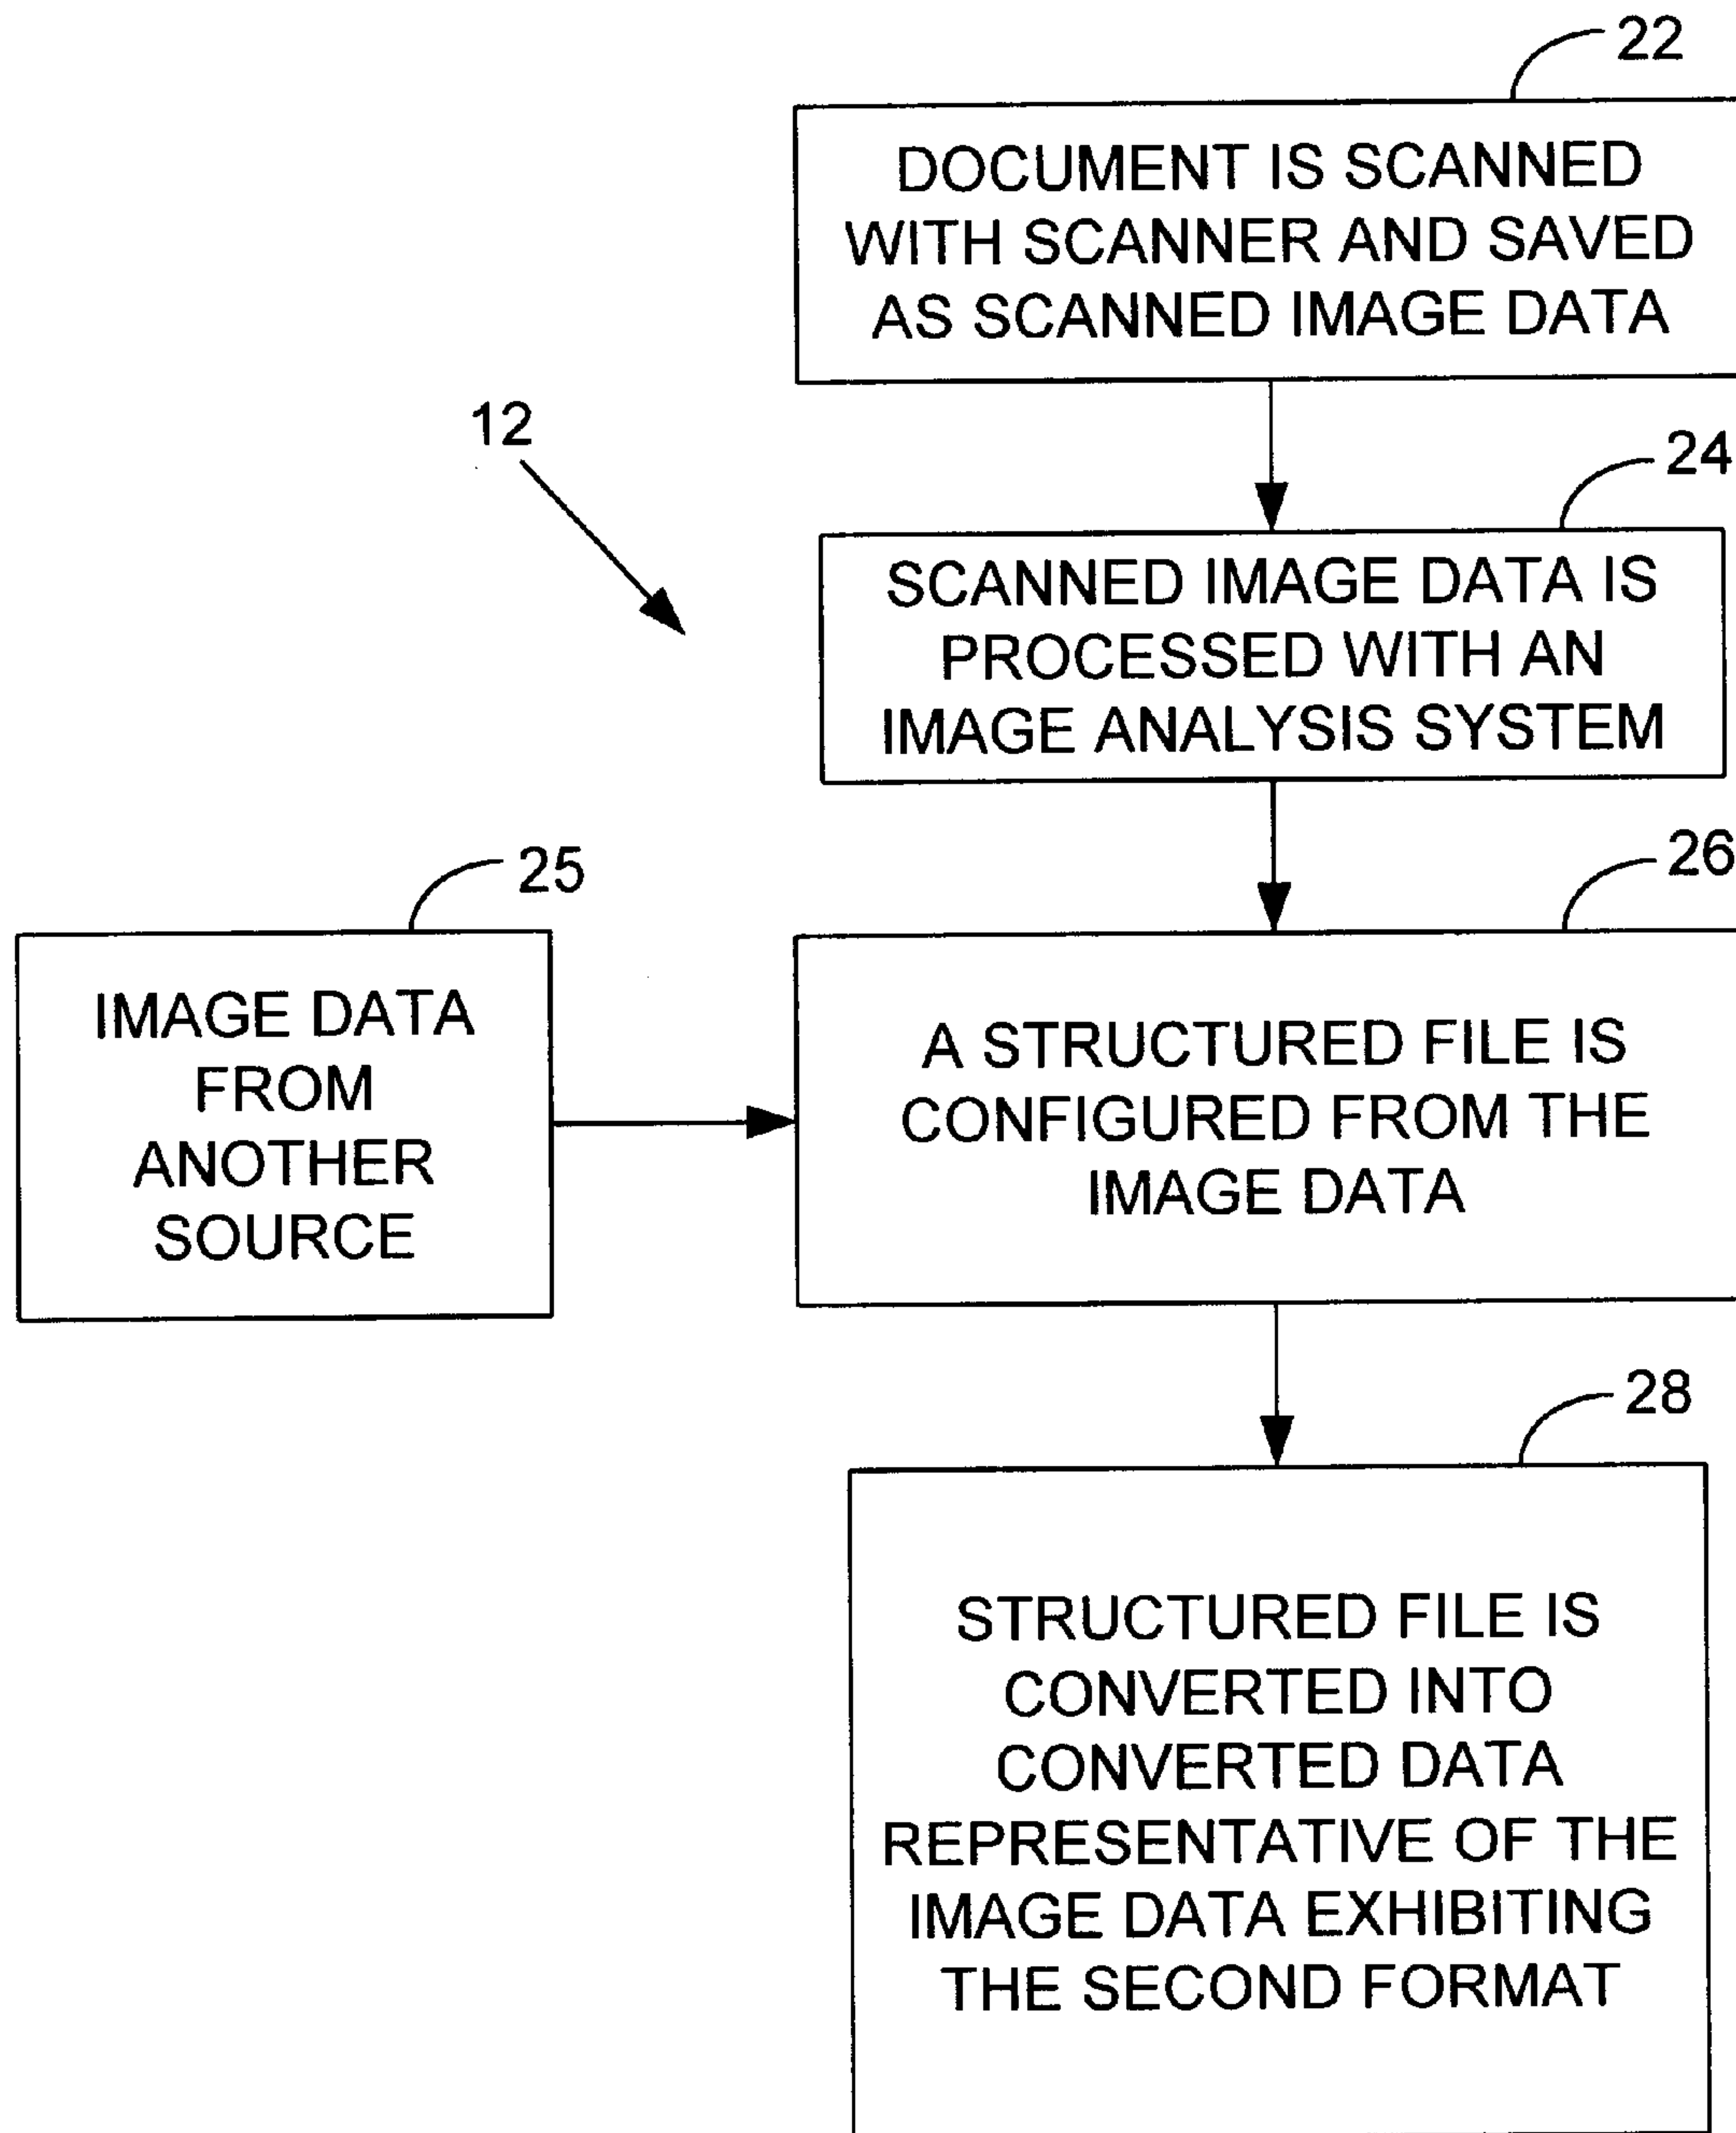 22
DOCUMENT IS SCANNED
WITH SCANNER AND SAVED
AS SCANNED IMAGE DATA
12
24
SCANNED IMAGE DATA IS
PROCESSED WITH AN
IMAGE ANALYSIS SYSTEM
25
26
IMAGE DATA
FROM
ANOTHER
SOURCE
A STRUCTURED FILE IS
CONFIGURED FROM THE
IMAGE DATA
28
STRUCTURED FILE IS
CONVERTED INTO
CONVERTED DATA
REPRESENTATIVE OF THE
IMAGE DATA EXHIBITING
THE SECOND FORMAT